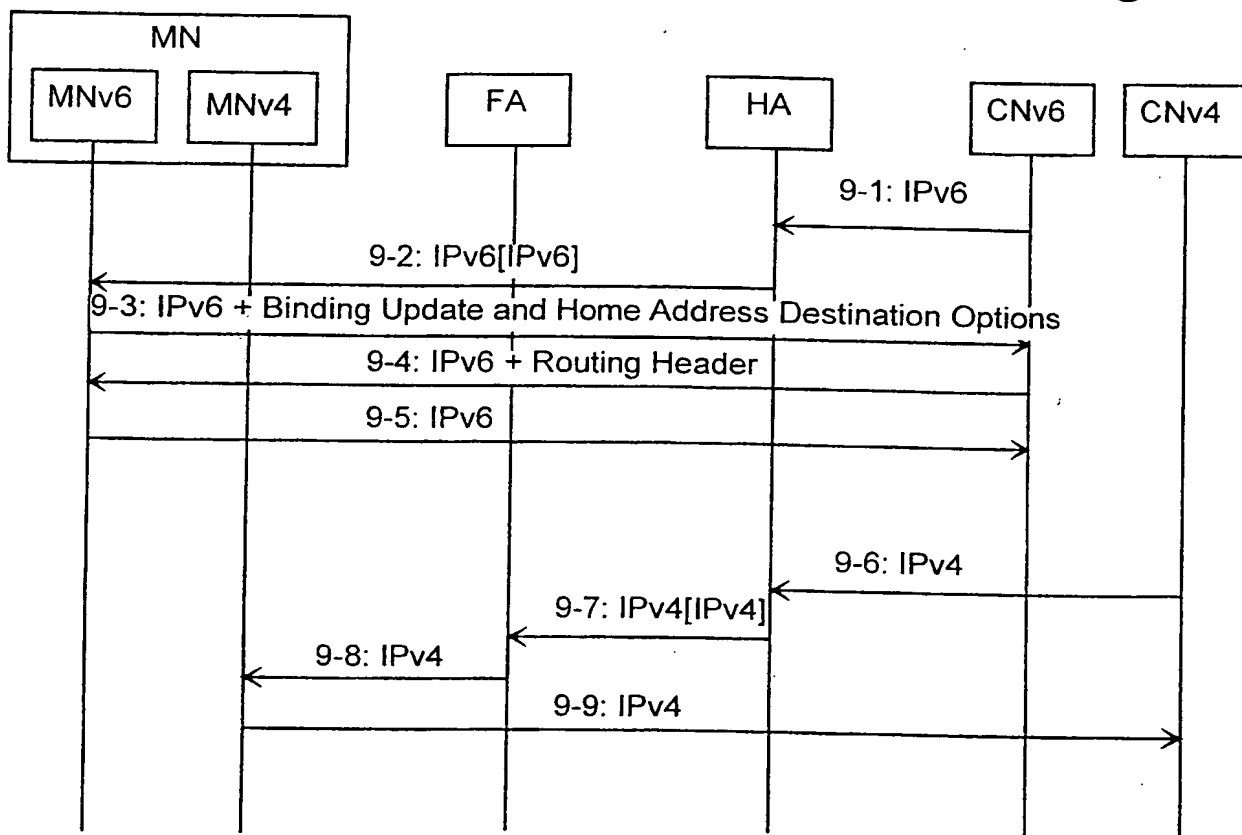 MN
MNv6
MNv4
FA
HA
CNv6
CNv4
9-1: IPv6
9-2: IPv6[IPv6]
9-3: IPv6 + Binding Update and Home Address Destination Options
9-4: IPv6 + Routing Header
9-5: IPv6
9-6: IPv4
9-7: IPv4[IPv4]
9-8: IPv4
9-9: IPv4